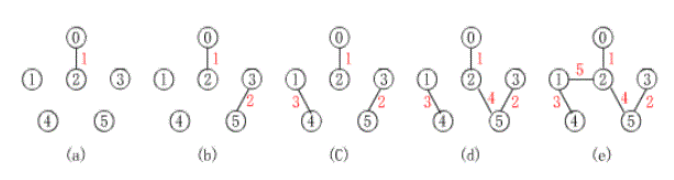 0 0 0 0 0
1 1 1 1 1
1 2 3 1 2 3 1 2 3 1 2 3 1 5 2 3
2 3 2 3 4 2 3 4 2
4 5 4 5 4 5 4 5 4 5
(a) (b) (C) (d) (e)